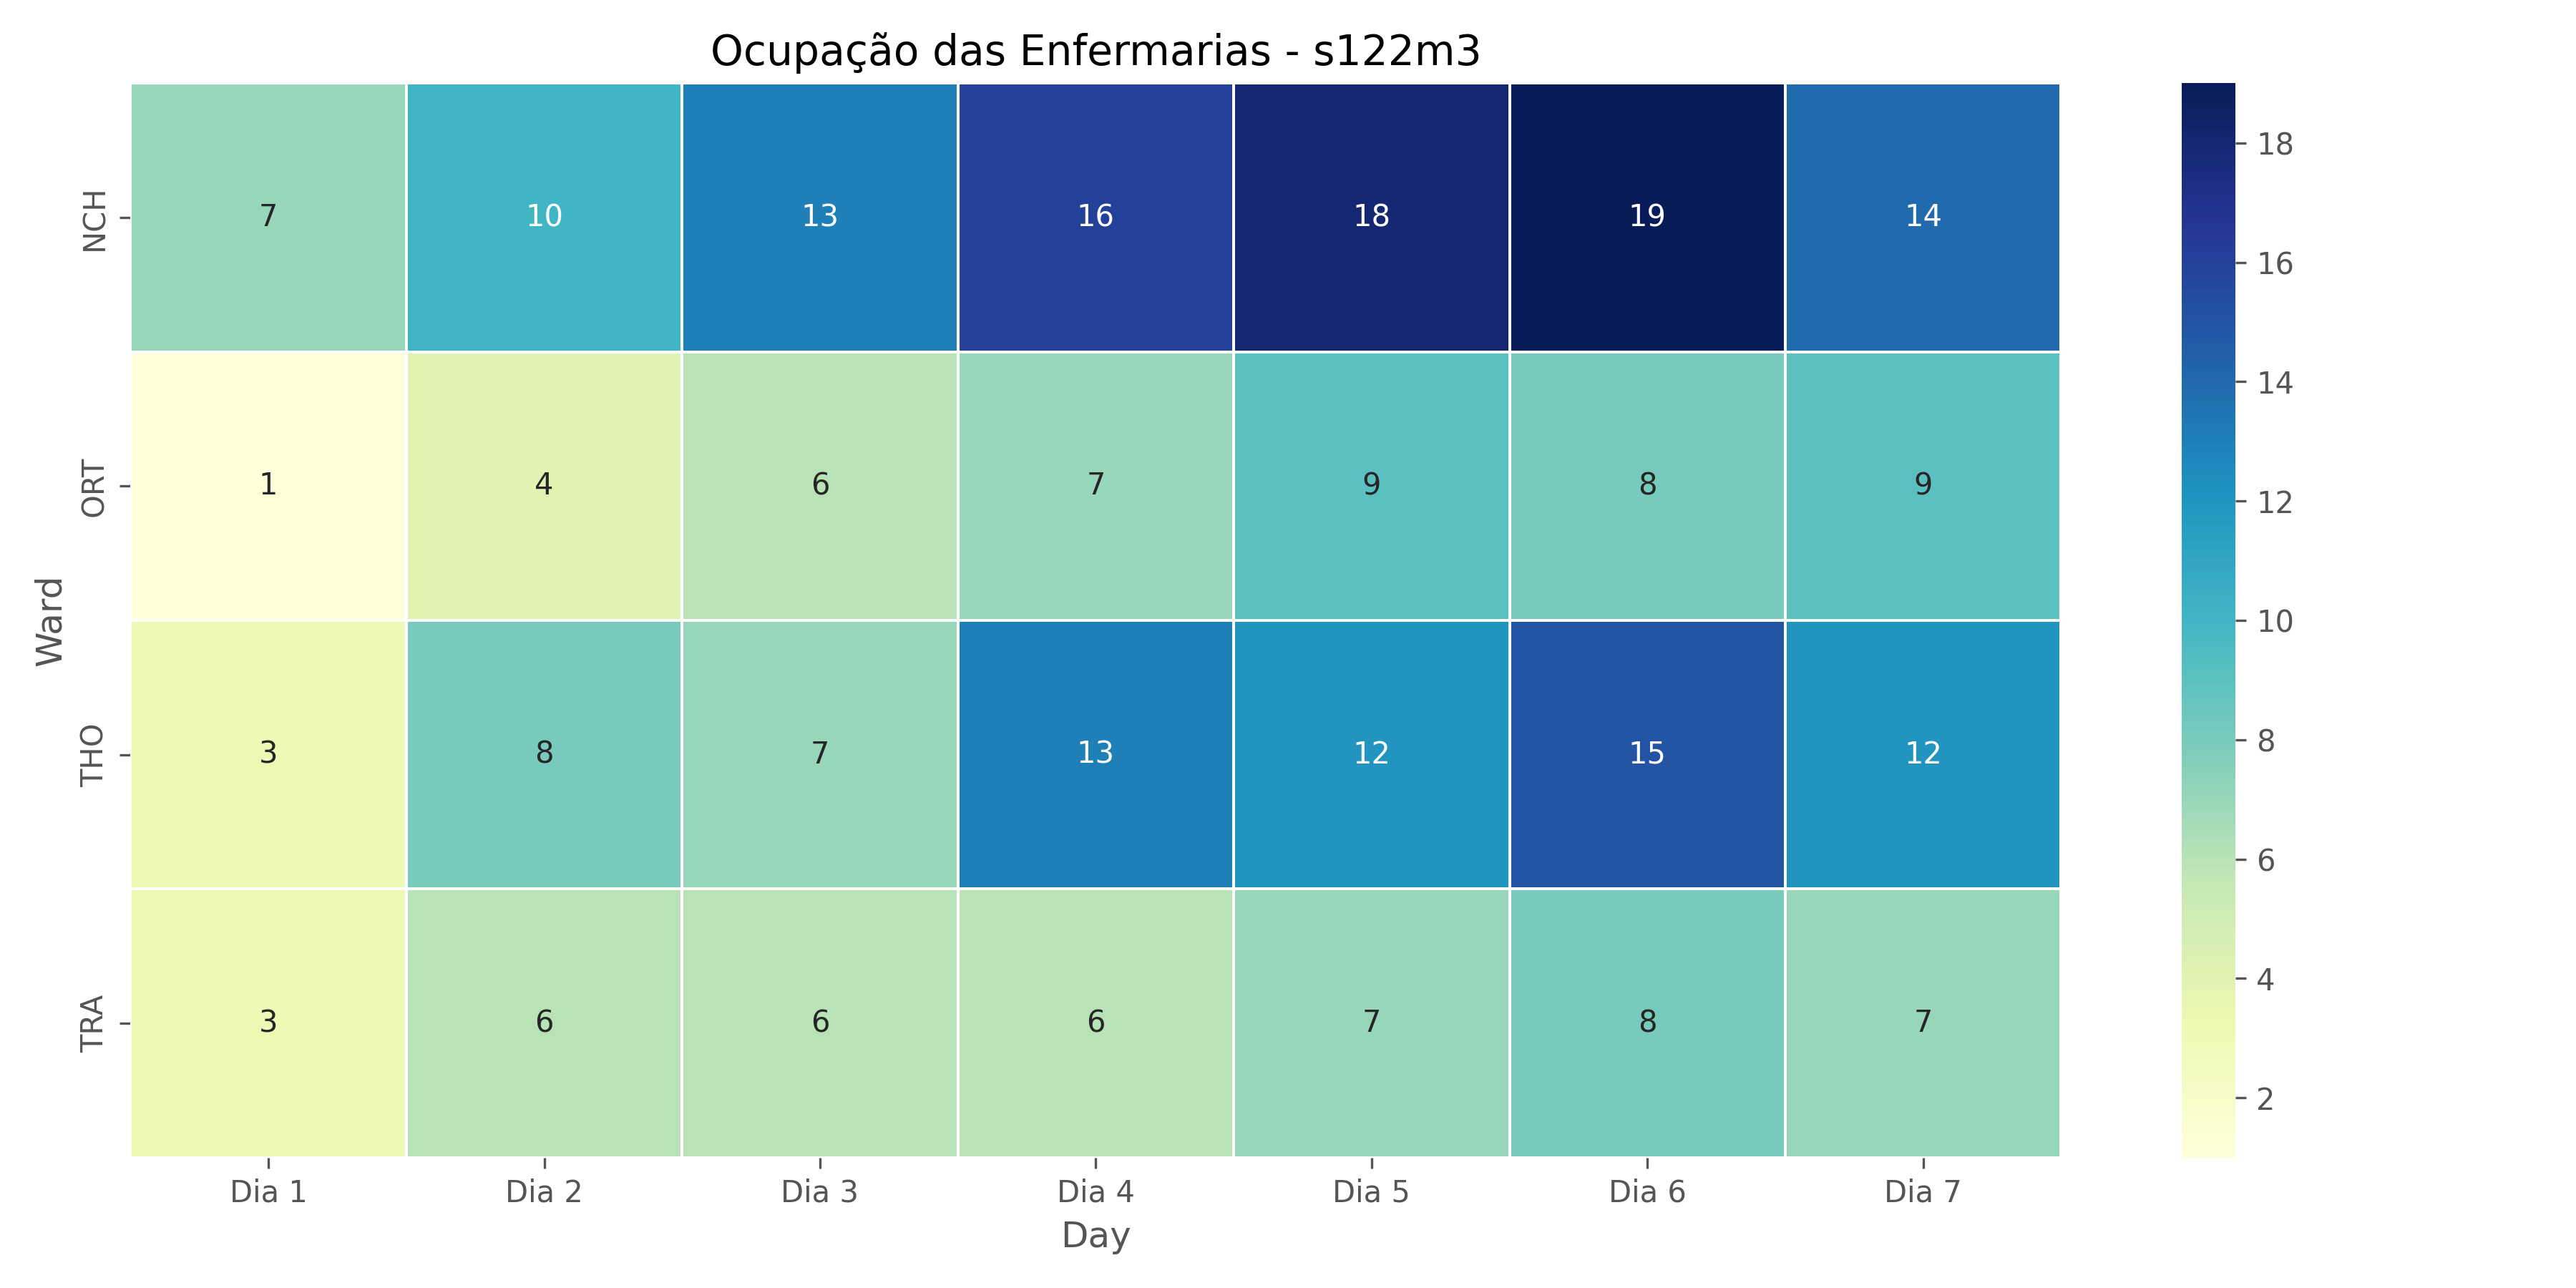 Ocupação das Enfermarias - s122m3
Ward
NCH 7 10 13 16 18 19 14
ORT 1 4 6 7 9 8 9
THO 3 8 7 13 12 15 12
TRA 3 6 6 6 7 8 7
Dia 1 Dia 2 Dia 3 Dia 4 Dia 5 Dia 6 Dia 7
Day
18
16
14
12
10
8
6
4
2